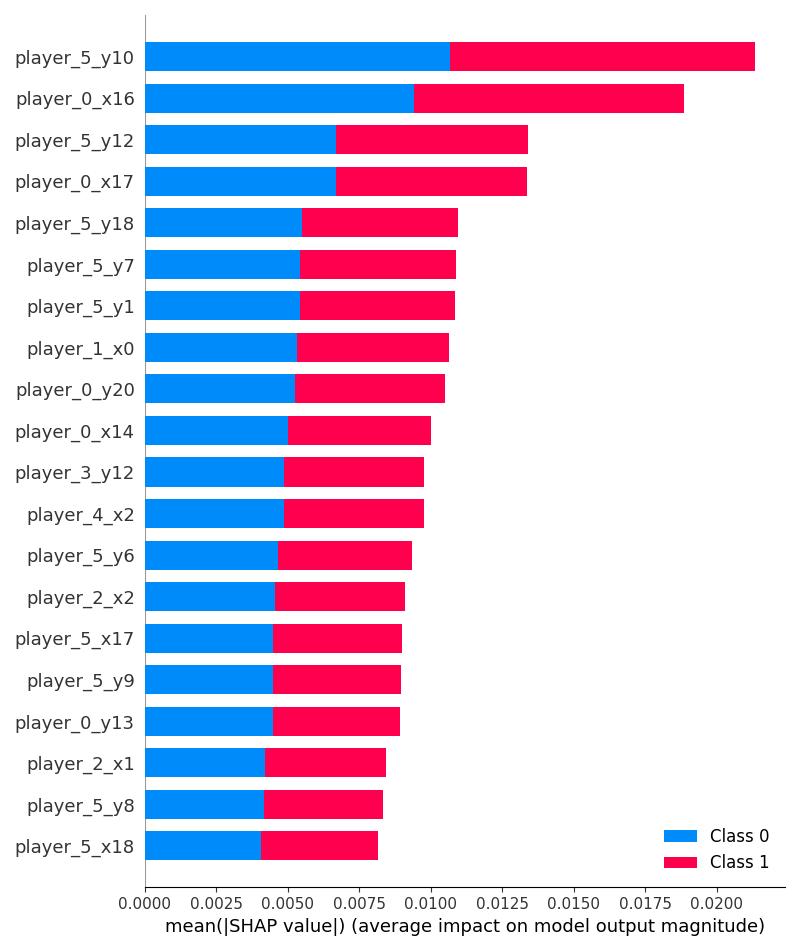 player_5_y10
player_0_x16
player_5_y12
player_0_x17
player_5_y18
player_5_y7
player_5_y1
player_1_x0
player_0_y20
player_0_x14
player_3_y12
player_4_x2
player_5_y6
player_2_x2
player_5_x17
player_5_y9
player_0_y13
player_2_x1
player_5_y8
player_5_x18
Class 0
Class 1
0.0000 0.0025 0.0050 0.0075 0.0100 0.0125 0.0150 0.0175 0.0200
mean(|SHAP value|) (average impact on model output magnitude)